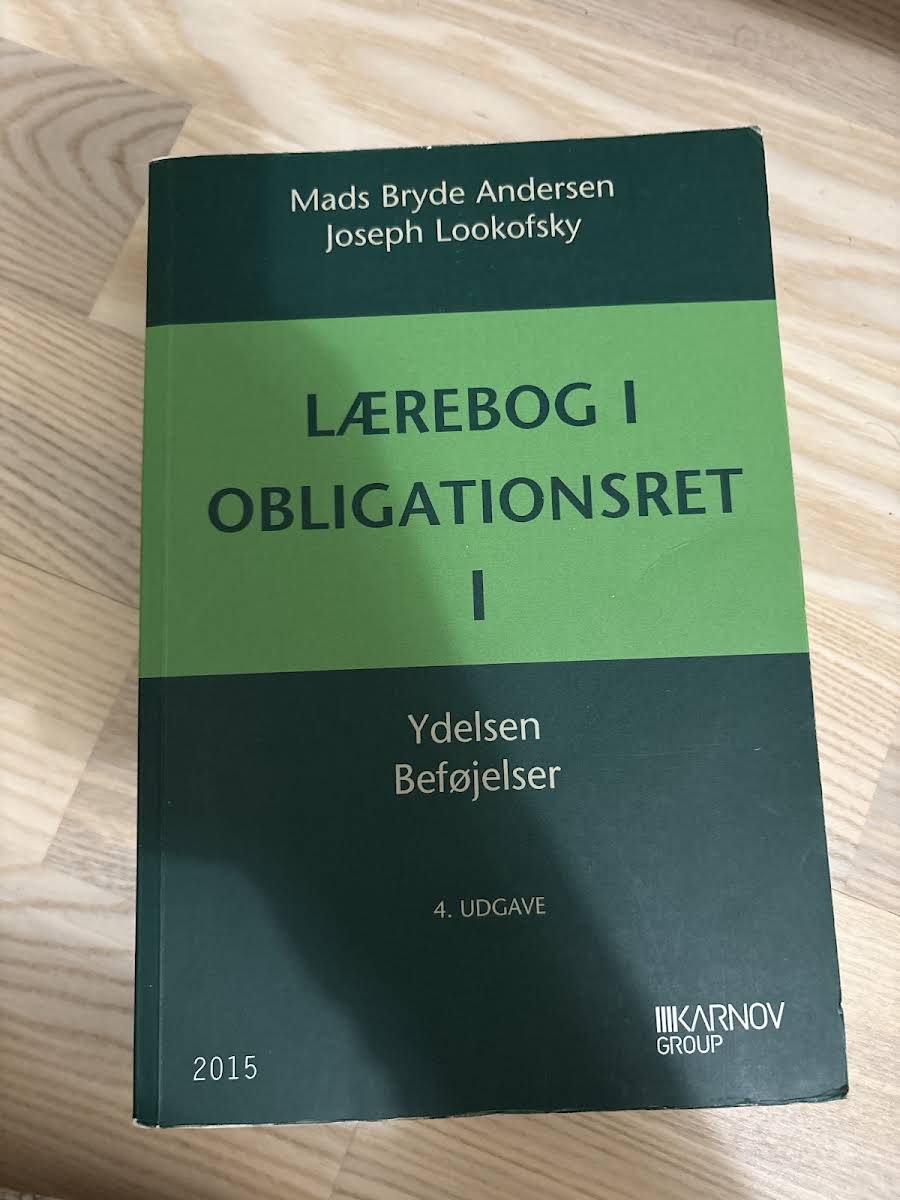 Mads Bryde Andersen
Joseph Lookofsky
LÆREBOG I
OBLIGATIONSRET
I
Ydelsen
Beføjelser
4. UDGAVE
KARNOV
GROUP
2015